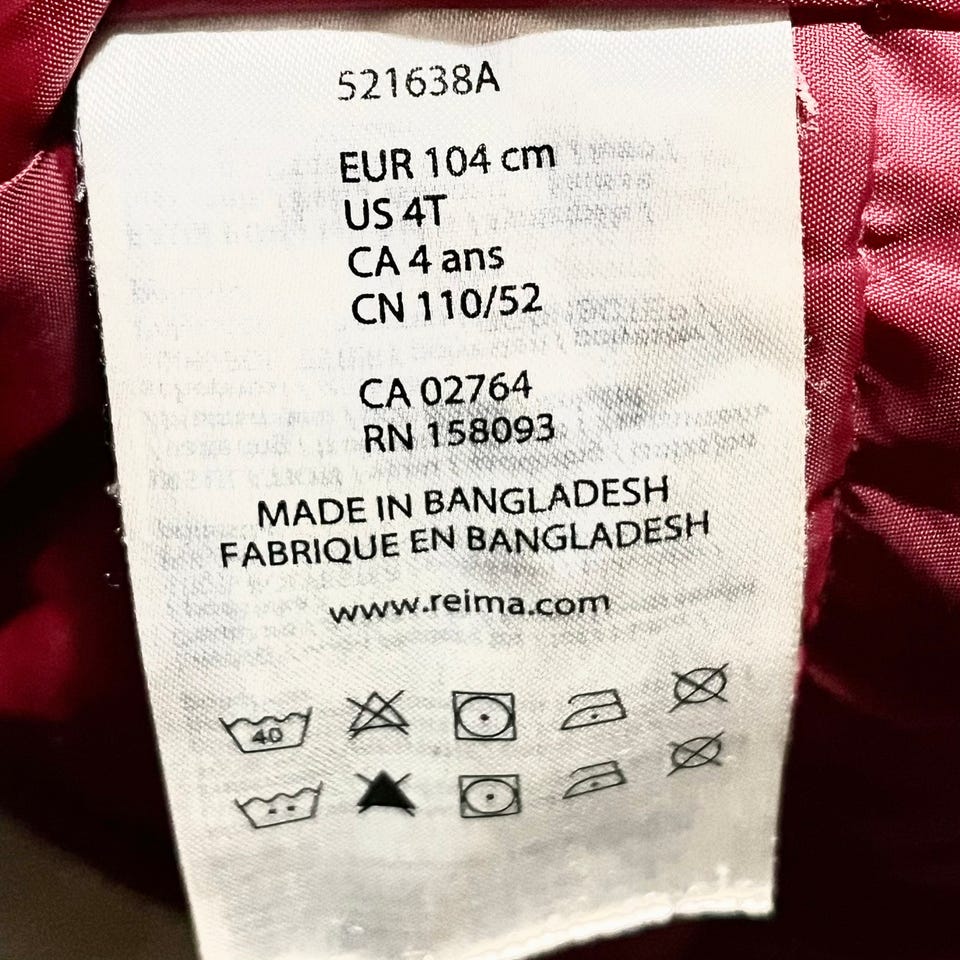 521638A
EUR 104 cm
US 4T
CA 4 ans
CN 110/52
CA 02764
RN 158093
MADE IN BANGLADESH
FABRIQUE EN BANGLADESH
www.reima.com
40